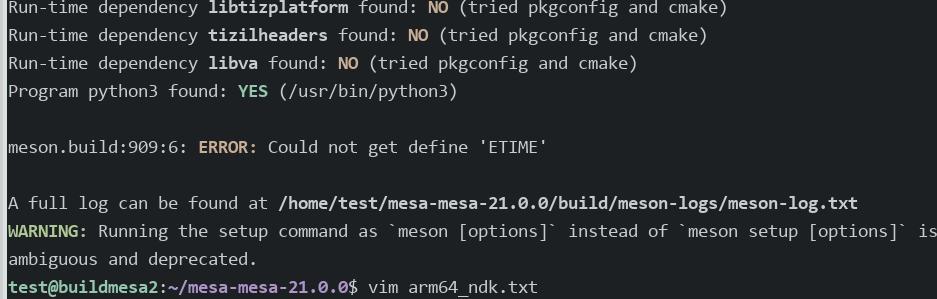 Run-time dependency libtizplatform found: NO (tried pkgconfig and cmake)
Run-time dependency tizilheaders found: NO (tried pkgconfig and cmake)
Run-time dependency libva found: NO (tried pkgconfig and cmake)
Program python3 found: YES (/usr/bin/python3)
meson.build:909:6: ERROR: Could not get define 'ETIME'
A full log can be found at /home/test/mesa-mesa-21.0.0/build/meson-logs/meson-log.txt
WARNING: Running the setup command as `meson [options]` instead of `meson setup [options]` is
ambiguous and deprecated.
test@buildmesa2:~/mesa-mesa-21.0.0$ vim arm64_ndk.txt